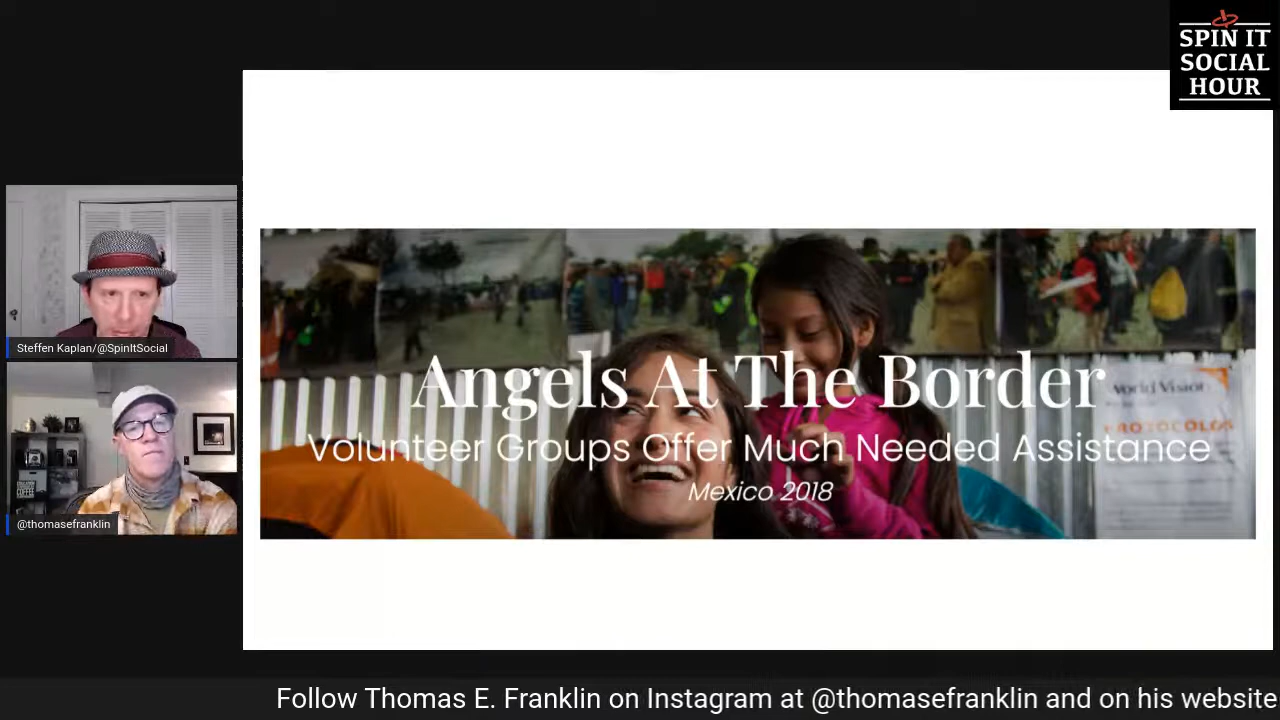 SPIN IT
SOCIAL
HOUR
Steffen Kaplan/@SpinItSocial
@thomasefranklin
Angels At The Border
Volunteer Groups Offer Much Needed Assistance
Mexico 2018
World Vision
PROTOCOLOS
Follow Thomas E. Franklin on Instagram at @thomasefranklin and on his website